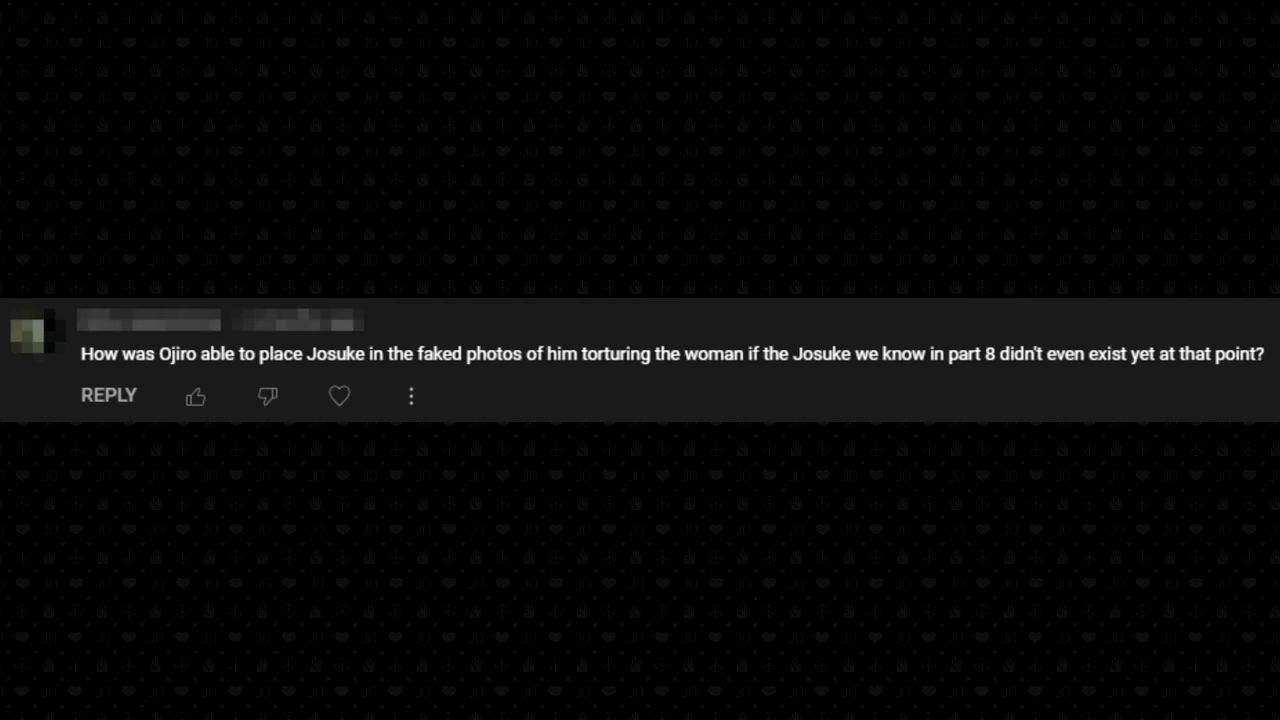 How was Ojiro able to place Josuke in the faked photos of him torturing the woman if the Josuke we know in part 8 didn't even exist yet at that point?
REPLY